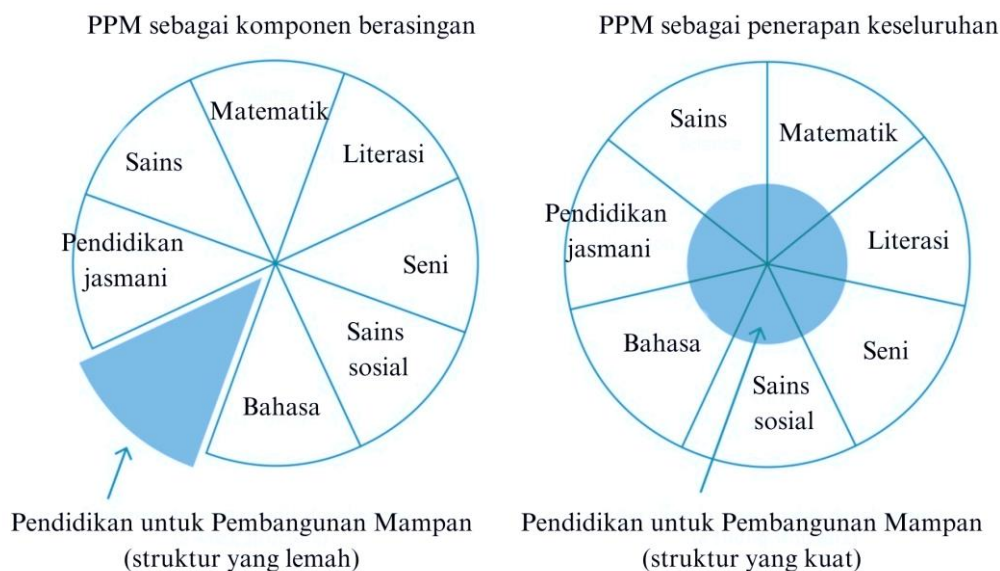 PPM sebagai komponen berasingan
Matematik
Literasi
Seni
Sains
sosial
Bahasa
Pendidikan
jasmani
Sains
Pendidikan untuk Pembangunan Mampan
(struktur yang lemah)
PPM sebagai penerapan keseluruhan
Sains
Matematik
Literasi
Seni
Sains
sosial
Bahasa
Pendidikan
jasmani
Pendidikan untuk Pembangunan Mampan
(struktur yang kuat)